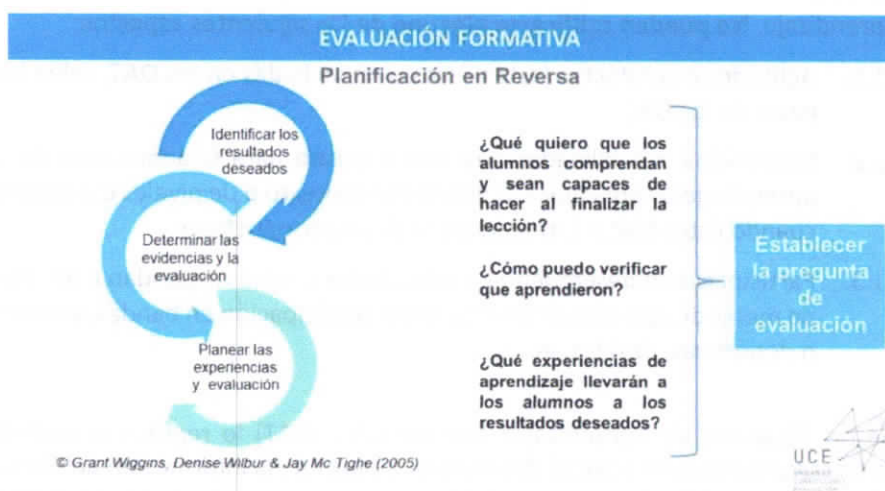 EVALUACIÓN FORMATIVA
Planificación en Reversa
Identificar los
resultados
deseados
Determinar las
evidencias y la
evaluación
Planear las
experiencias
y evaluación
¿Qué quiero que los
alumnos comprendan
y sean capaces de
hacer al finalizar la
lección?
¿Cómo puedo verificar
que aprendieron?
¿Qué experiencias de
aprendizaje llevarán a
los alumnos a los
resultados deseados?
Establecer
la pregunta
de
evaluación
© Grant Wiggins, Denise Wilbur & Jay Mc Tighe (2005)
UCE